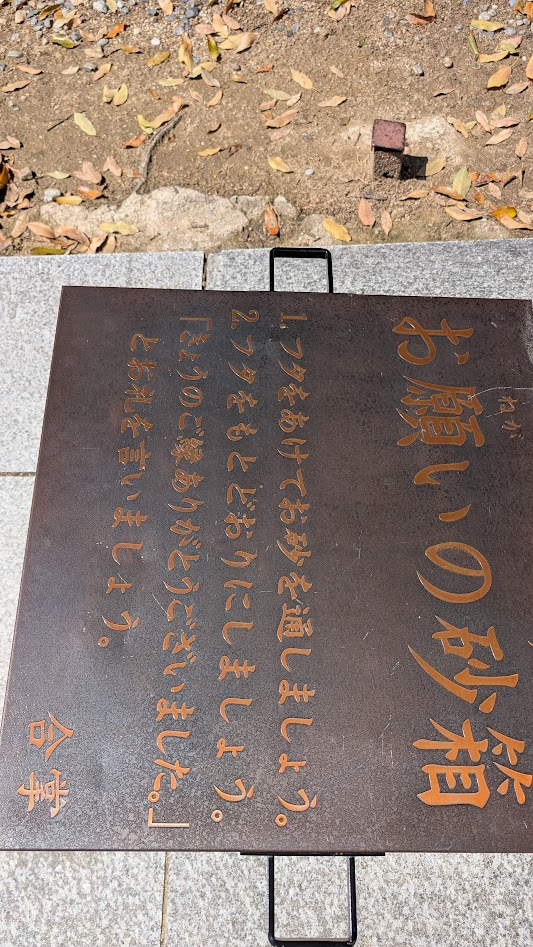 お願いの砂箱
ねが
1.フタをあけてお砂を通しましょう。
2.フタをもとどおりにしましょう。
「きょうのご縁ありがとうございました。」
とお礼を言いましょう。
合掌